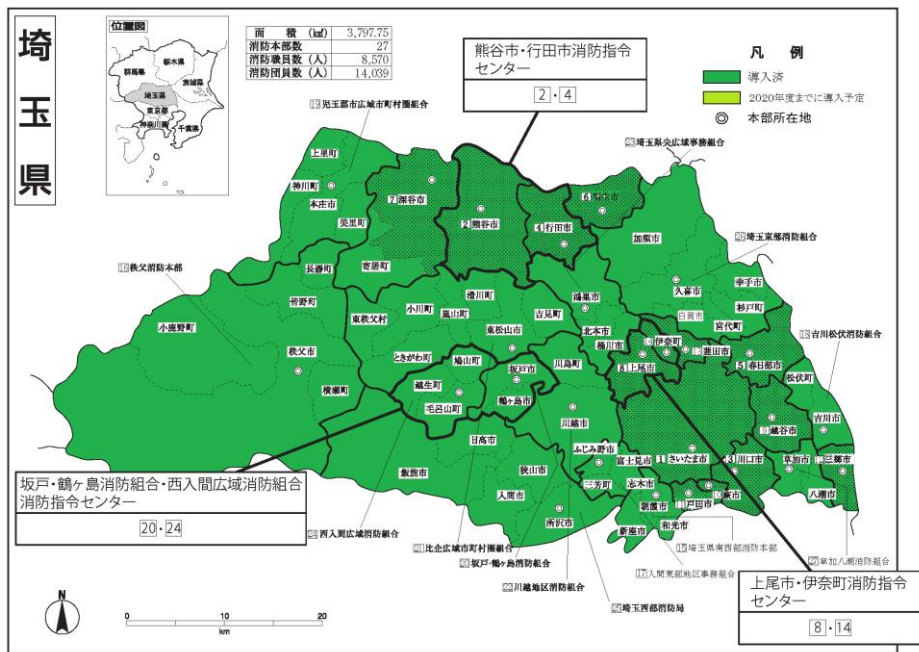 埼玉県
位置図
群馬県
栃木県
茨城県
埼玉県
東京都
神奈川県
千葉県
面 積 (㎢) 3,797.75
消防本部数 27
消防職員数 (人) 8,570
消防団員数 (人) 14,039
熊谷市・行田市消防指令
センター
2・4
凡 例
導入済
2020年度までに導入予定
本部所在地
19 児玉郡市広域市町村圏組合
上里町
神川町
本庄市
美里町
7 深谷市
寄居町
2 熊谷市
4 行田市
6
加須市
26 埼玉東部消防組合
久喜市
幸手市
杉戸町
白岡市
宮代町
16 秩父消防本部
長瀞町
皆野町
小鹿野町
秩父市
横瀬町
東秩父村
小川町
滑川町
嵐山町
吉見町
東松山市
ときがわ町
鳩山町
川島町
鴻巣市
北本市
桶川市
14 伊奈町
8 上尾市
蓮田市
5 春日部市
松伏町
吉川松伏消防組合
吉川市
越生町
毛呂山町
坂戸市
鶴ヶ島市
川越市
日高市
飯能市
狭山市
入間市
所沢市
ふじみ野市
富士見市
三芳町
志木市
朝霞市
新座市
和光市
1 さいたま市
3 川口市
蕨市
戸田市
9 越谷市
草加市
八潮市
三郷市
坂戸・鶴ヶ島消防組合・西入間広域消防組合
消防指令センター
20・24
24 西入間広域消防組合
21 比企広域市町村圏組合
20 坂戸・鶴ヶ島消防組合
22 川越地区消防組合
25 埼玉西部消防局
15 埼玉県南西部消防本部
17 入間東部地区事務組合
27 草加八潮消防組合
上尾市・伊奈町消防指令
センター
8・14
N
0 10 20
km